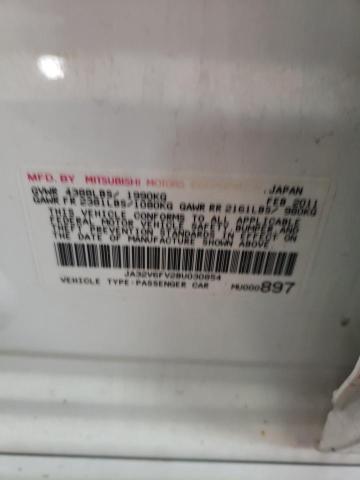 MFD. BY MITSUBISHI MOTORS CORPORATION, JAPAN
GVWR 4388LBS/ 1990KG FEB 2011
GAWR FR 2381LBS/1080KG GAWR RR 2161LBS/ 980KG
THIS VEHICLE CONFORMS TO ALL APPLICABLE
FEDERAL MOTOR VEHICLE SAFETY, BUMPER, AND
THEFT PREVENTION STANDARDS IN EFFECT ON
THE DATE OF MANUFACTURE SHOWN ABOVE.
JA32V6FV2BU030854
VEHICLE TYPE:PASSENGER CAR MU000897